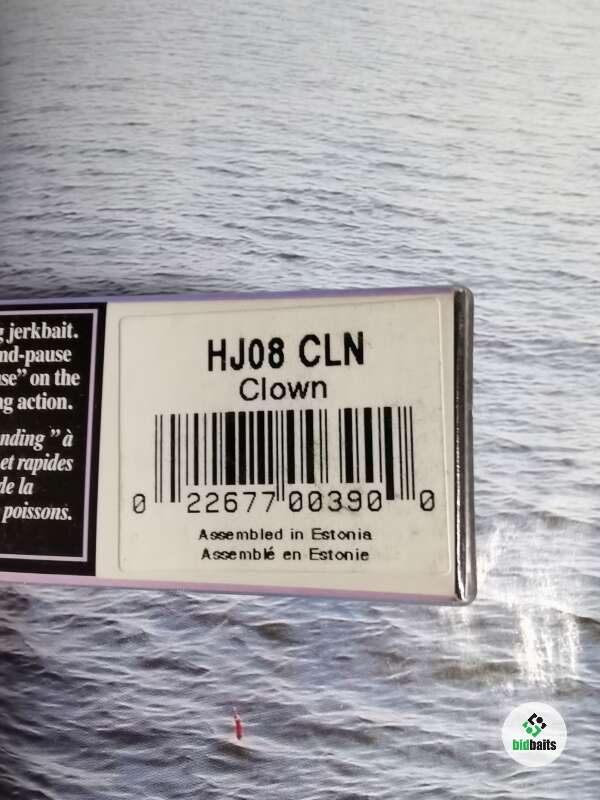 jerkbait.
nd-pause
se" on the
g action.
nding " à
et rapides
de la
poissons.
HJ08 CLN
Clown
0 22677 00390 0
Assembled in Estonia
Assemblé en Estonie
bidbaits